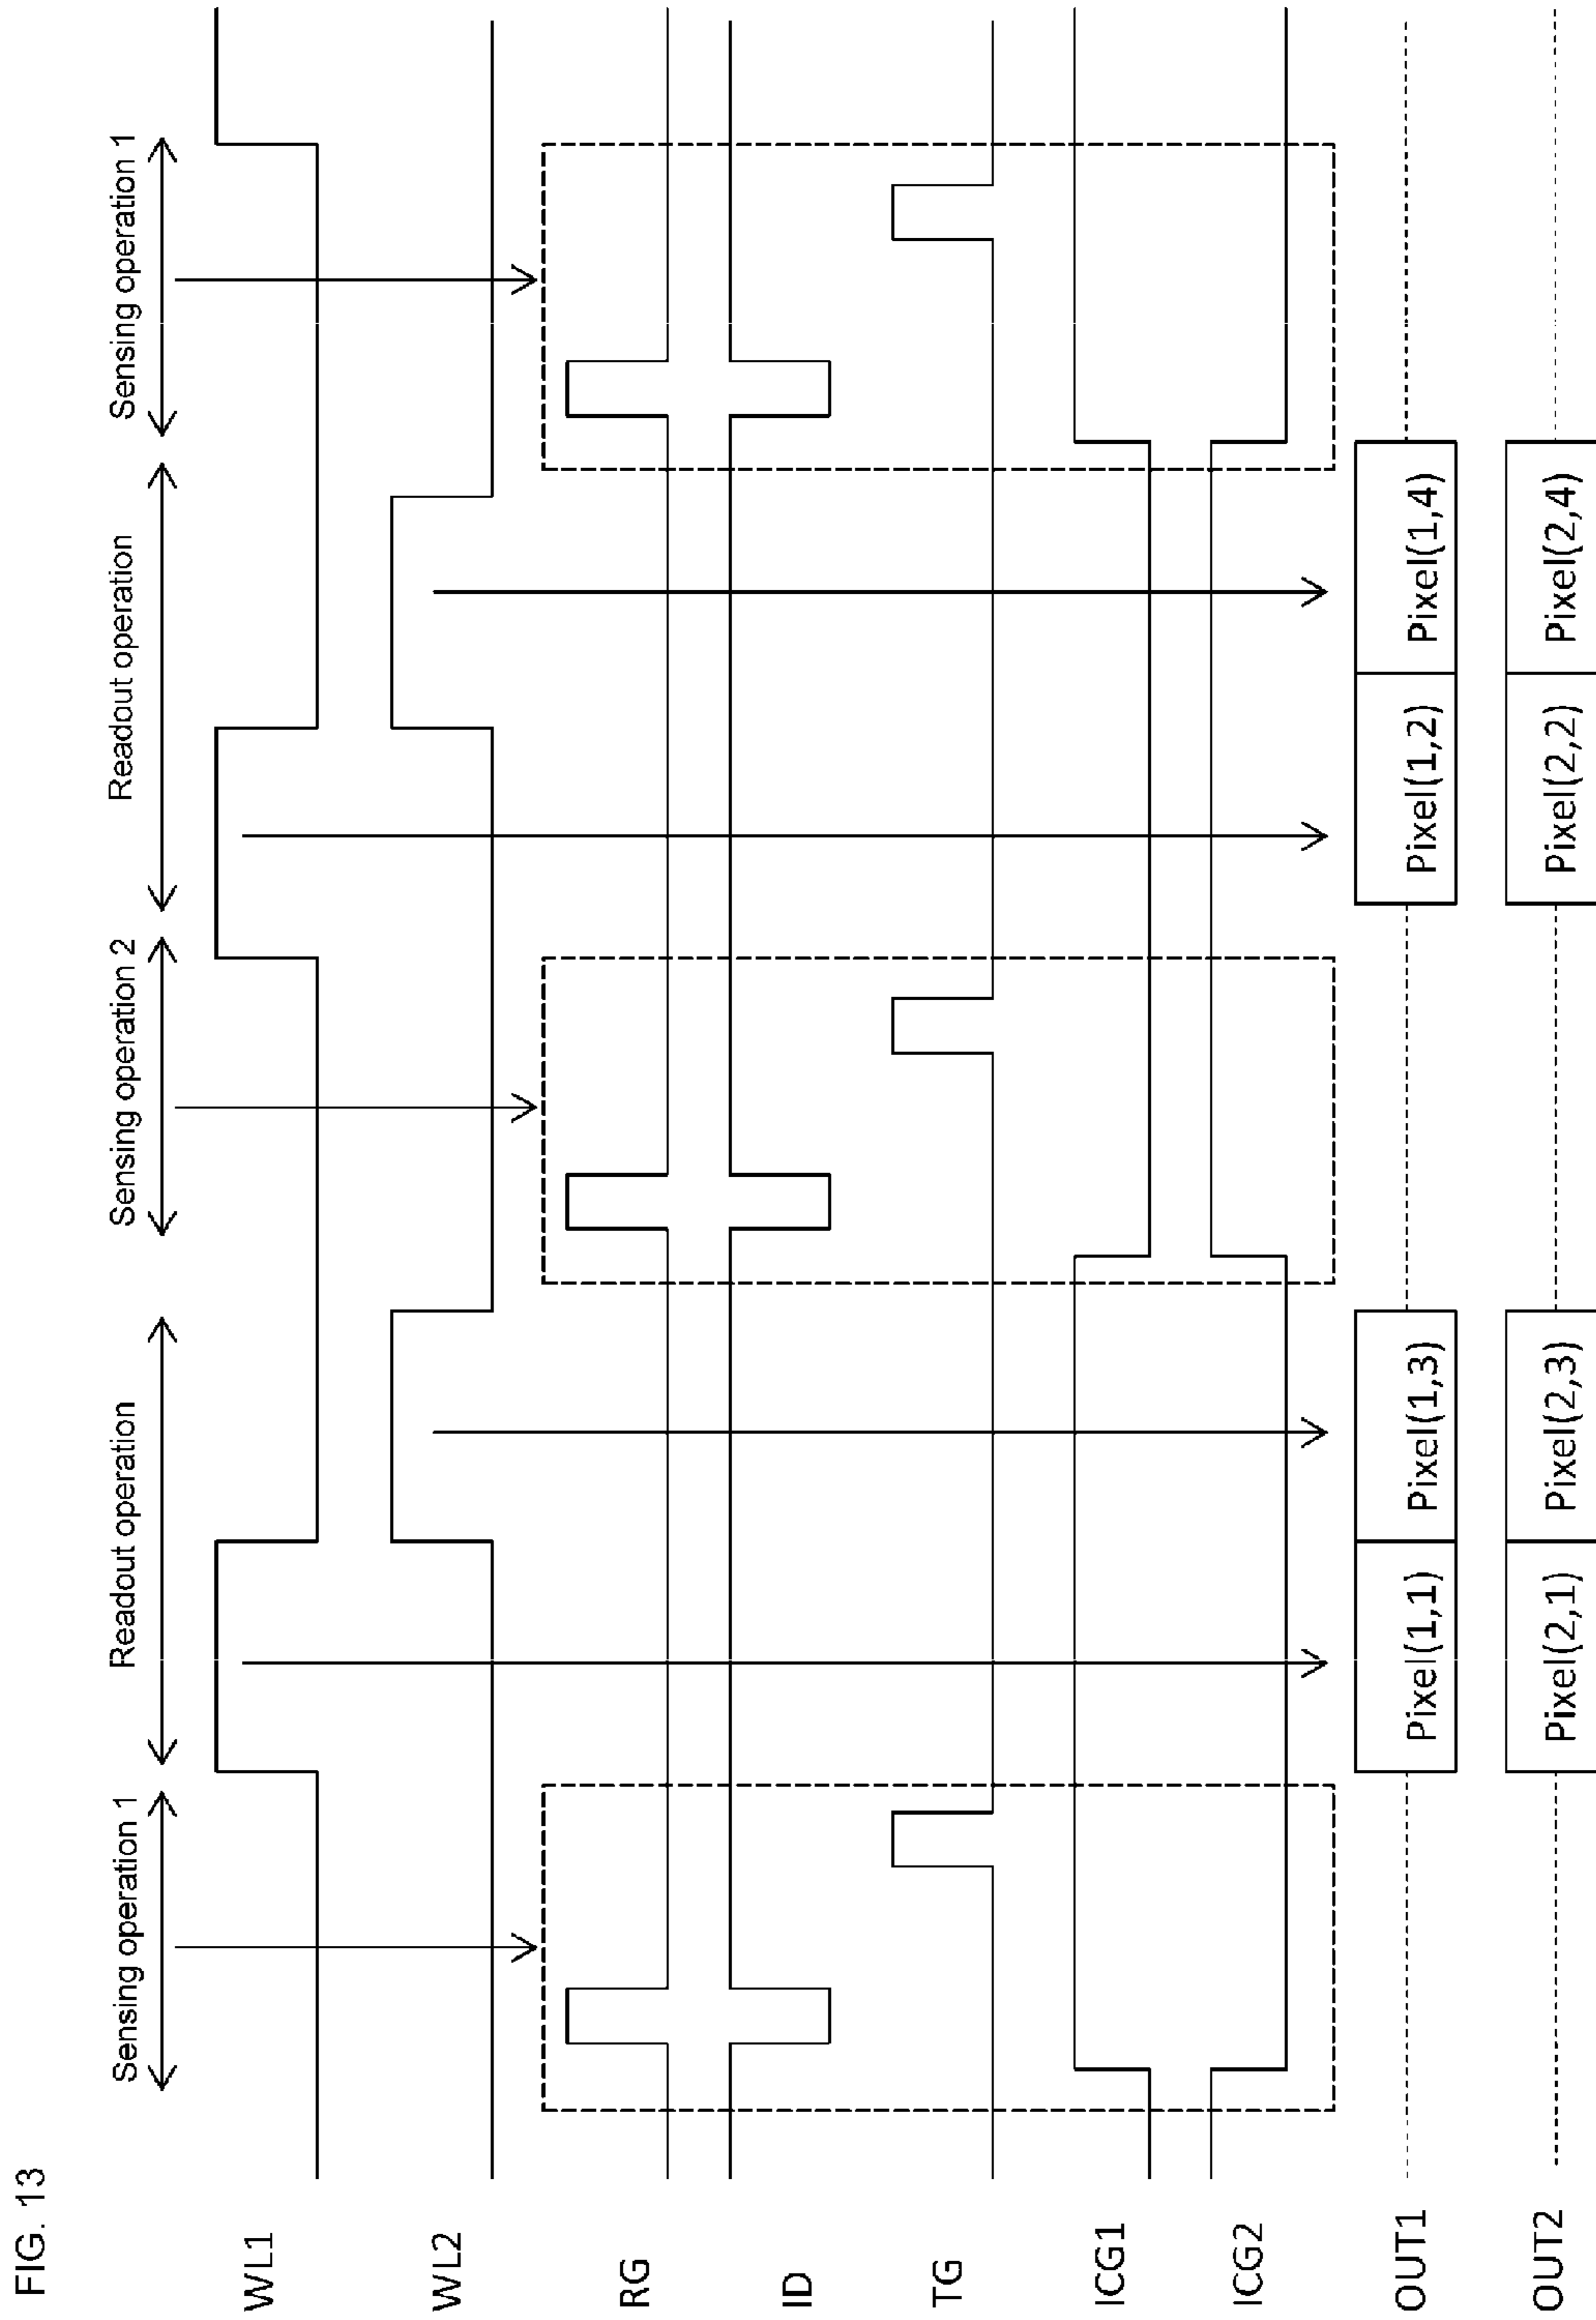 FIG. 13
Sensing operation 1
Readout operation
Sensing operation 2
Readout operation
Sensing operation 1
WL1
WL2
RG
ID
TG
ICG1
ICG2
OUT1
Pixel(1,1)
Pixel(1,3)
Pixel(1,2)
Pixel(1,4)
OUT2
Pixel(2,1)
Pixel(2,3)
Pixel(2,2)
Pixel(2,4)